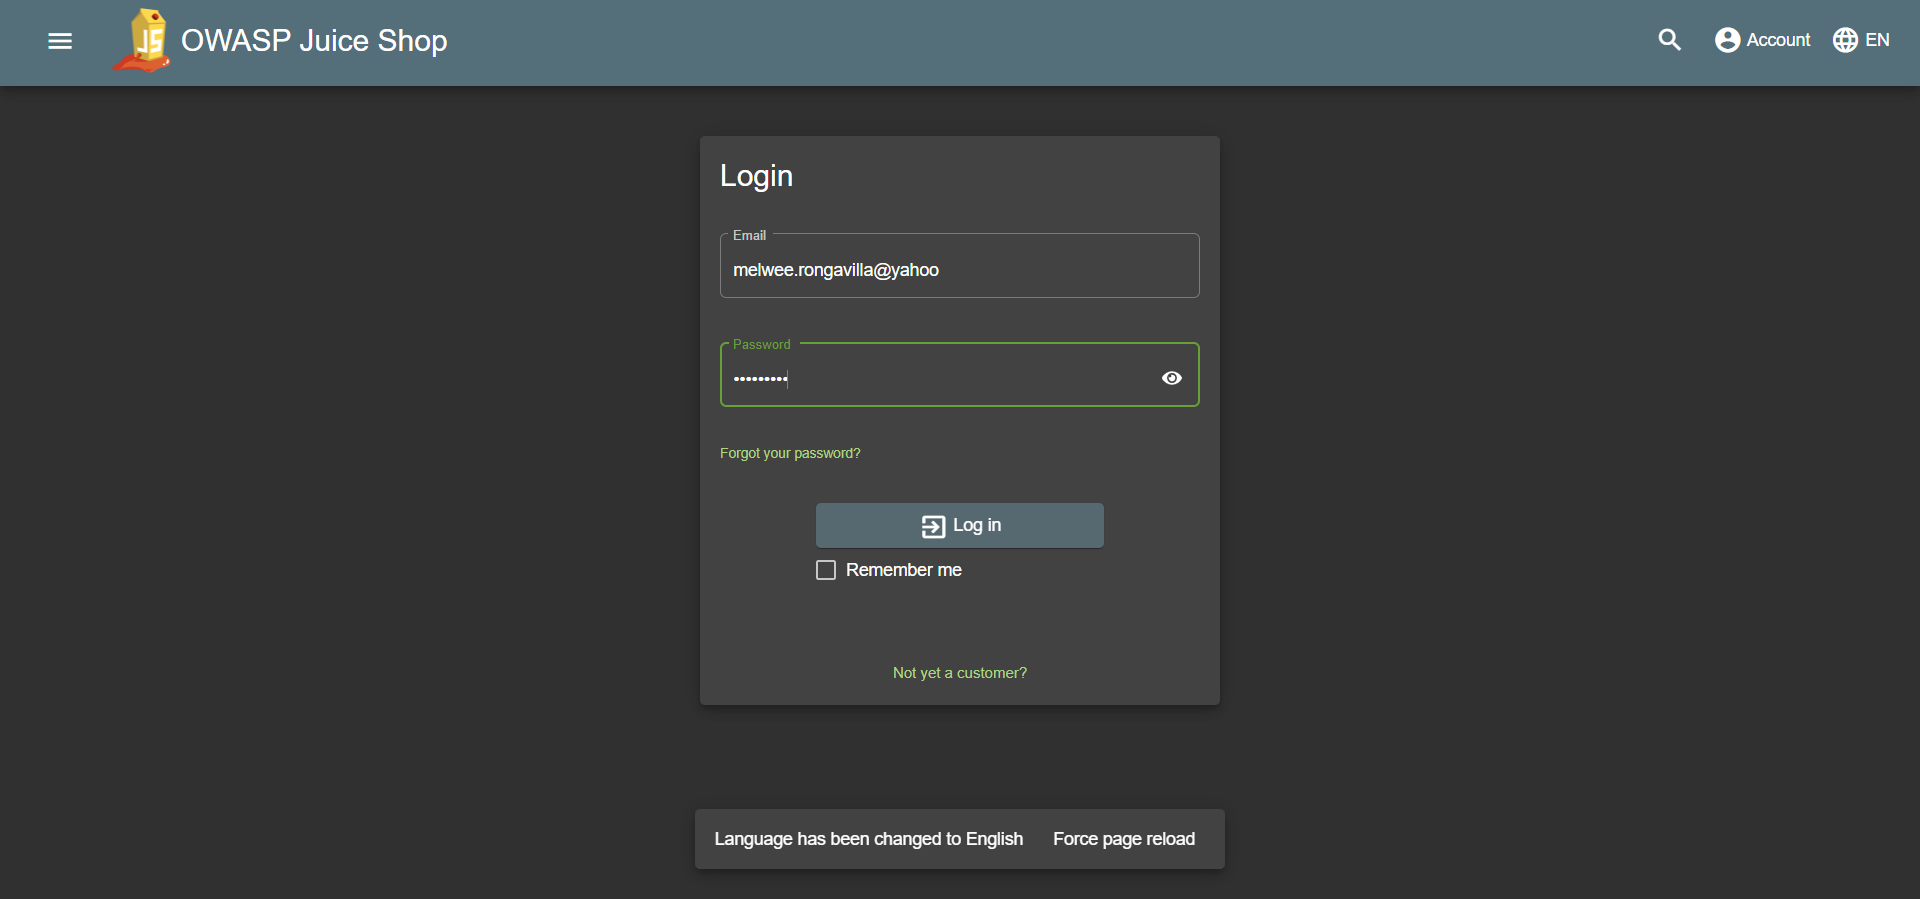 OWASP Juice Shop
Account
EN
Login
Email
melwee.rongavilla@yahoo
Password
•••••••••
Forgot your password?
Log in
Remember me
Not yet a customer?
Language has been changed to English Force page reload